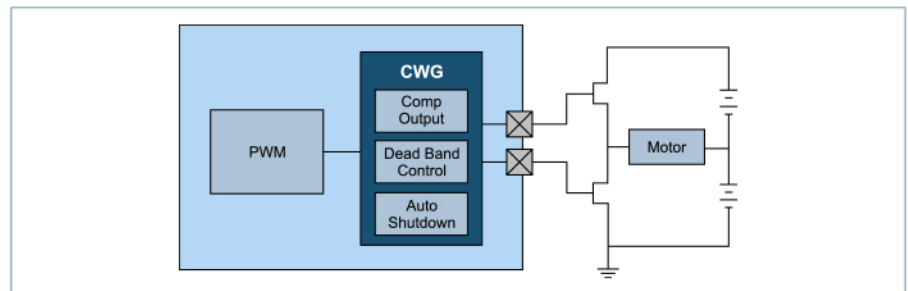 CWG
Comp
Output
PWM
Dead Band
Control
Auto
Shutdown
Motor